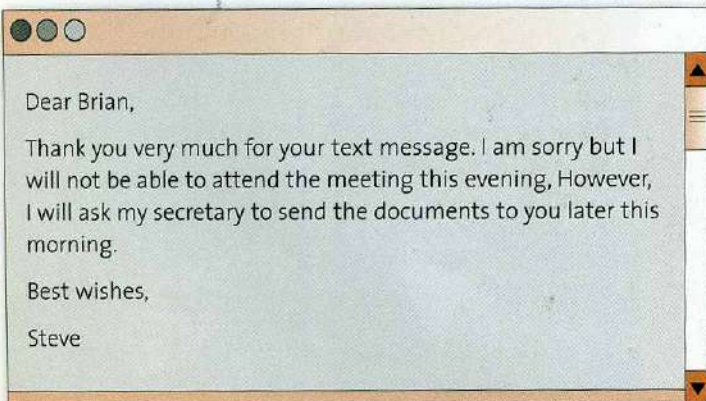 Dear Brian,
Thank you very much for your text message. I am sorry but I
will not be able to attend the meeting this evening, However,
I will ask my secretary to send the documents to you later this
morning.
Best wishes,
Steve